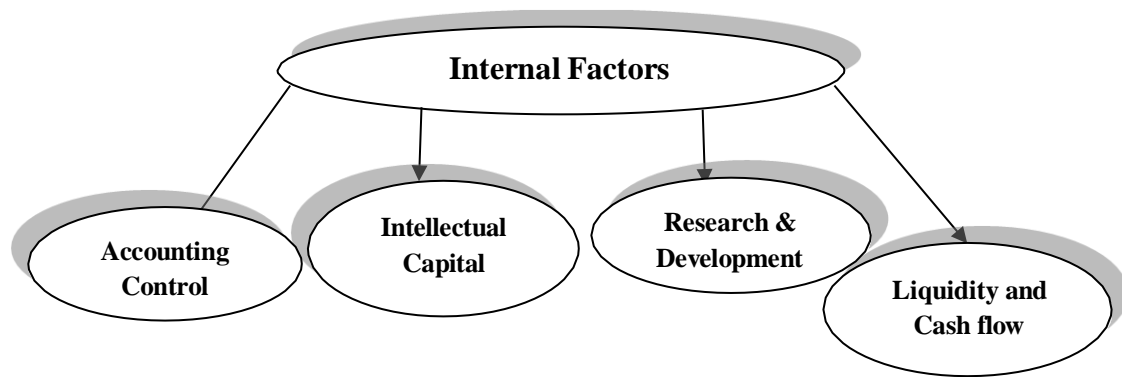 Internal Factors
Accounting
Control
Intellectual
Capital
Research &
Development
Liquidity and
Cash flow